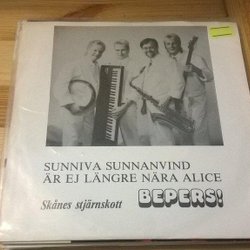 SUNNIVA SUNNANVIND
ÄR EJ LÄNGRE NÄRA ALICE
Skånes stjärnskott BEPERS!